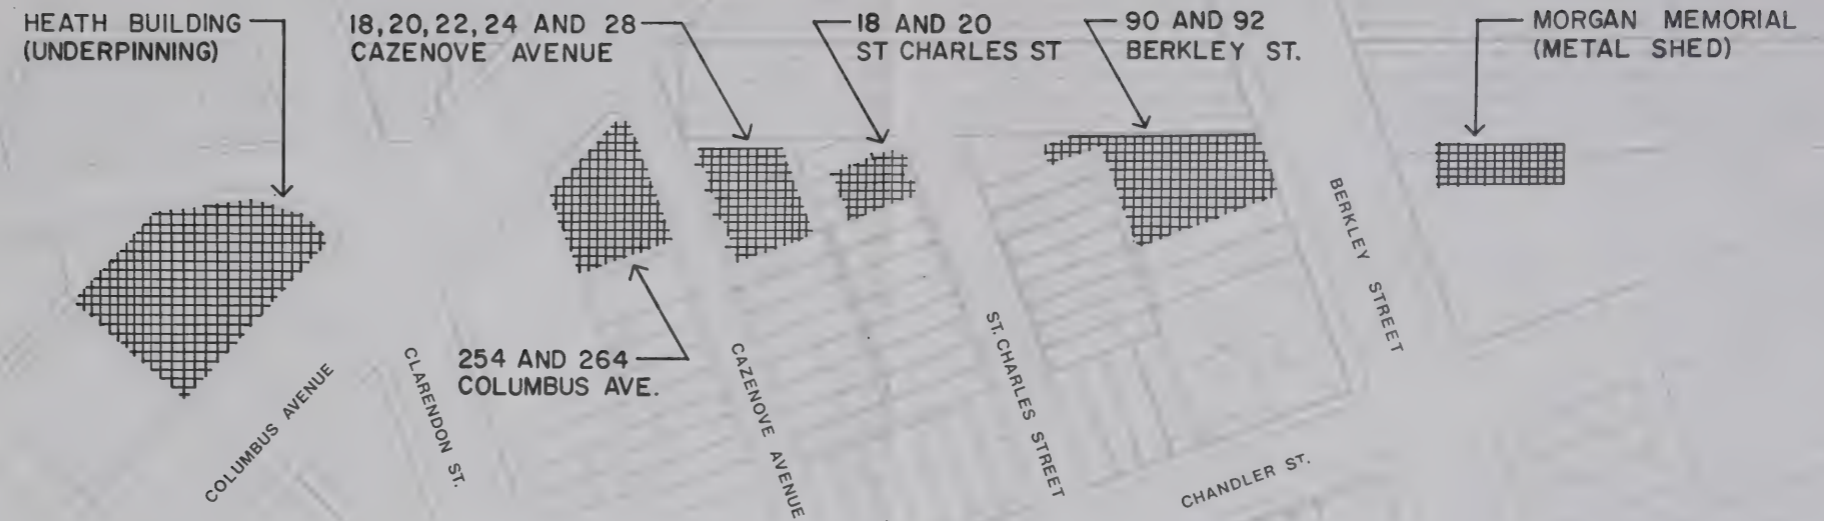 HEATH BUILDING
(UNDERPINNING)
18,20,22,24 AND 28
CAZENOVE AVENUE
18 AND 20
ST CHARLES ST
90 AND 92
BERKLEY ST.
MORGAN MEMORIAL
(METAL SHED)
254 AND 264
COLUMBUS AVE.
COLUMBUS AVENUE
CLARENDON ST.
CAZENOVE AVENUE
ST. CHARLES STREET
BERKLEY STREET
CHANDLER ST.